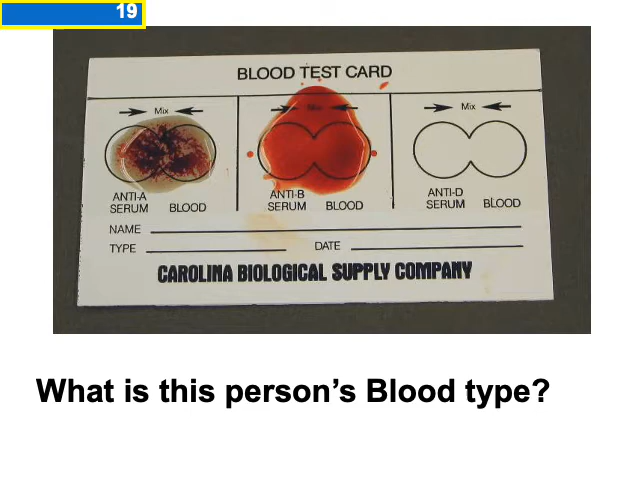 19
BLOOD TEST CARD
Mix
Mix
Mix
ANTI-A
SERUM BLOOD
ANTI-B
SERUM BLOOD
ANTI-D
SERUM BLOOD
NAME
TYPE DATE
CAROLINA BIOLOGICAL SUPPLY COMPANY
What is this person's Blood type?